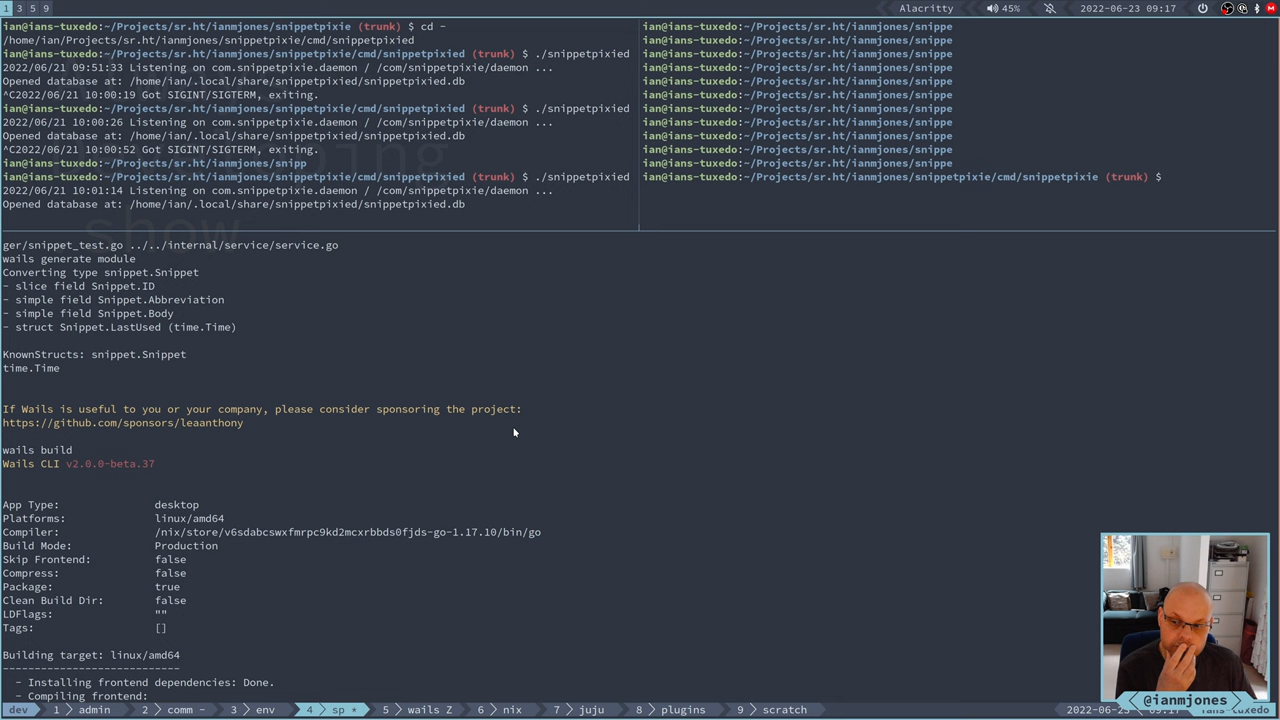 1 3 5 9 Alacritty 45% 2022-06-23 09:17
ian@ians-tuxedo:~/Projects/sr.ht/ianmjones/snippetpixie (trunk) $ cd -
/home/ian/Projects/sr.ht/ianmjones/snippetpixie/cmd/snippetpixied
ian@ians-tuxedo:~/Projects/sr.ht/ianmjones/snippetpixie/cmd/snippetpixied (trunk) $ ./snippetpixied
2022/06/21 09:51:33 Listening on com.snippetpixie.daemon / /com/snippetpixie/daemon ...
Opened database at: /home/ian/.local/share/snippetpixied/snippetpixied.db
^C2022/06/21 10:00:19 Got SIGINT/SIGTERM, exiting.
ian@ians-tuxedo:~/Projects/sr.ht/ianmjones/snippetpixie/cmd/snippetpixied (trunk) $ ./snippetpixied
2022/06/21 10:00:26 Listening on com.snippetpixie.daemon / /com/snippetpixie/daemon ...
Opened database at: /home/ian/.local/share/snippetpixied/snippetpixied.db
^C2022/06/21 10:00:52 Got SIGINT/SIGTERM, exiting.
ian@ians-tuxedo:~/Projects/sr.ht/ianmjones/snipp
ian@ians-tuxedo:~/Projects/sr.ht/ianmjones/snippetpixie/cmd/snippetpixied (trunk) $ ./snippetpixied
2022/06/21 10:01:14 Listening on com.snippetpixie.daemon / /com/snippetpixie/daemon ...
Opened database at: /home/ian/.local/share/snippetpixied/snippetpixied.db
show
ian@ians-tuxedo:~/Projects/sr.ht/ianmjones/snippe
ian@ians-tuxedo:~/Projects/sr.ht/ianmjones/snippe
ian@ians-tuxedo:~/Projects/sr.ht/ianmjones/snippe
ian@ians-tuxedo:~/Projects/sr.ht/ianmjones/snippe
ian@ians-tuxedo:~/Projects/sr.ht/ianmjones/snippe
ian@ians-tuxedo:~/Projects/sr.ht/ianmjones/snippe
ian@ians-tuxedo:~/Projects/sr.ht/ianmjones/snippe
ian@ians-tuxedo:~/Projects/sr.ht/ianmjones/snippe
ian@ians-tuxedo:~/Projects/sr.ht/ianmjones/snippe
ian@ians-tuxedo:~/Projects/sr.ht/ianmjones/snippe
ian@ians-tuxedo:~/Projects/sr.ht/ianmjones/snippe
ian@ians-tuxedo:~/Projects/sr.ht/ianmjones/snippetpixie/cmd/snippetpixie (trunk) $
ger/snippet_test.go ../../internal/service/service.go
wails generate module
Converting type snippet.Snippet
- slice field Snippet.ID
- simple field Snippet.Abbreviation
- simple field Snippet.Body
- struct Snippet.LastUsed (time.Time)
KnownStructs: snippet.Snippet
time.Time
If Wails is useful to you or your company, please consider sponsoring the project:
https://github.com/sponsors/leaanthony
wails build
Wails CLI v2.0.0-beta.37
App Type: desktop
Platforms: linux/amd64
Compiler: /nix/store/v6sdabcswxfmrpc9kd2mcxrbbds0fjds-go-1.17.10/bin/go
Build Mode: Production
Skip Frontend: false
Compress: false
Package: true
Clean Build Dir: false
LDFlags: ""
Tags: []
Building target: linux/amd64
---------------------------
- Installing frontend dependencies: Done.
- Compiling frontend:
@ianmjones
dev 1 admin 2 comm - 3 env 4 sp * 5 wails Z 6 nix 7 juju 8 plugins 9 scratch 2022-06-23